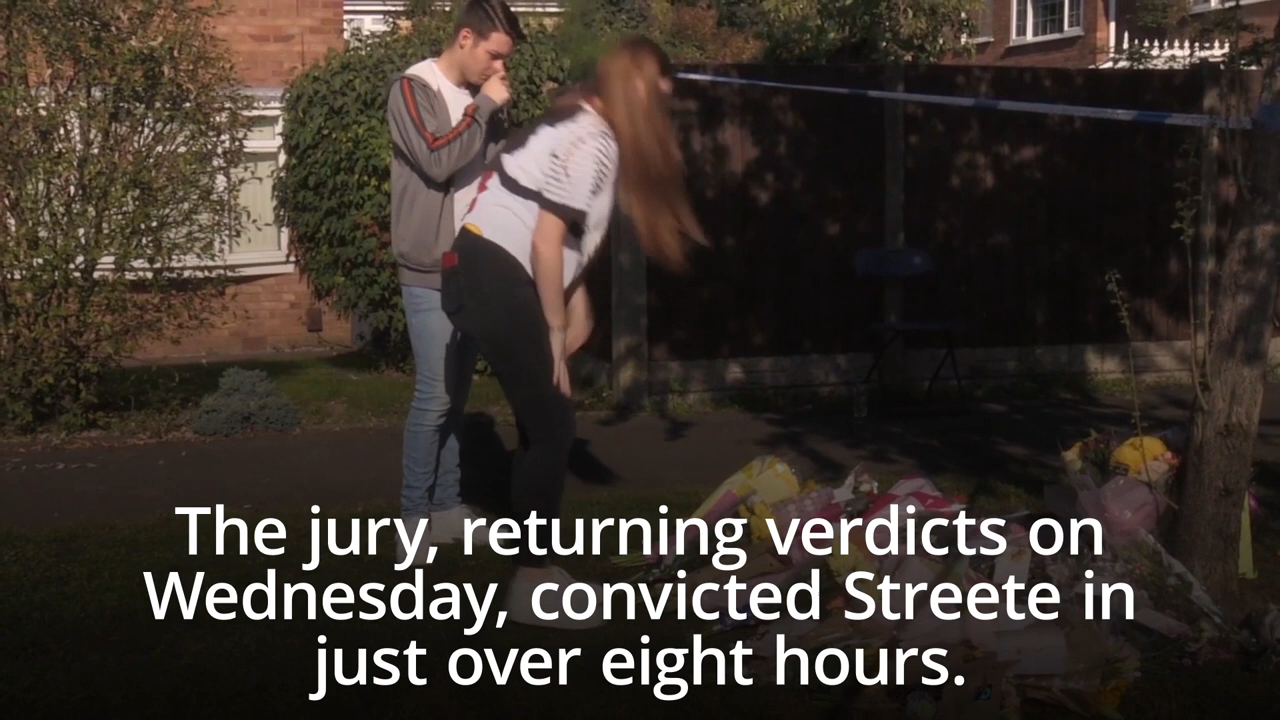 The jury, returning verdicts on
Wednesday, convicted Streete in
just over eight hours.